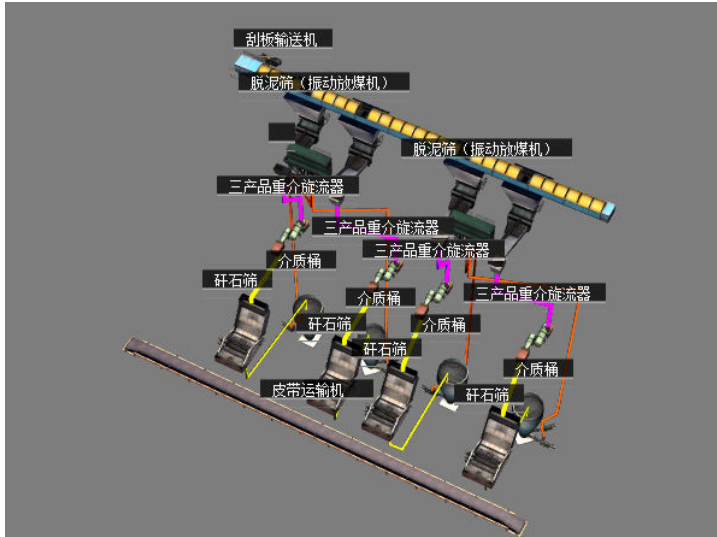 刮板输送机
脱泥筛（振动放煤机）
脱泥筛（振动放煤机）
三产品重介旋流器
三产品重介旋流器
三产品重介旋流器
介质桶
矸石筛
三产品重介旋流器
介质桶
矸石筛
介质桶
矸石筛
介质桶
皮带运输机
矸石筛